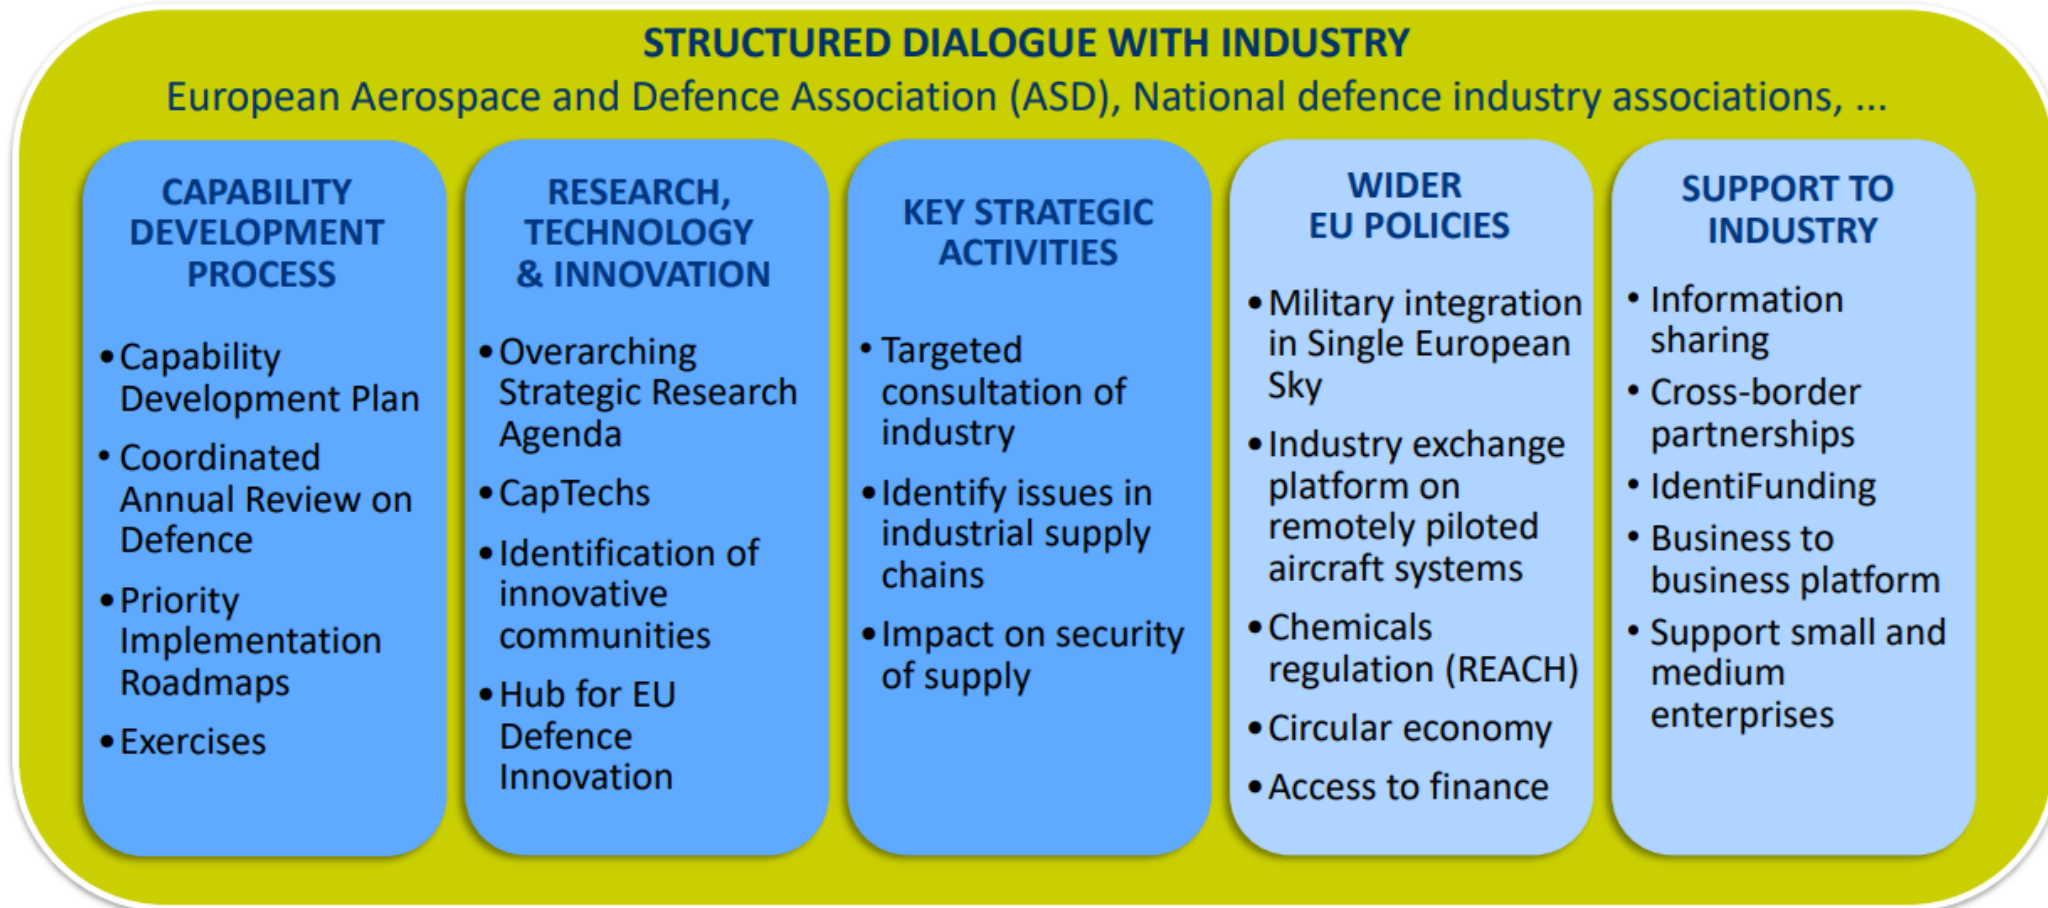 STRUCTURED DIALOGUE WITH INDUSTRY
European Aerospace and Defence Association (ASD), National defence industry associations, ...
CAPABILITY
DEVELOPMENT
PROCESS
•Capability
Development Plan
• Coordinated
Annual Review on
Defence
•Priority
Implementation
Roadmaps
•Exercises
RESEARCH,
TECHNOLOGY
& INNOVATION
•Overarching
Strategic Research
Agenda
•CapTechs
•Identification of
innovative
communities
•Hub for EU
Defence
Innovation
KEY STRATEGIC
ACTIVITIES
• Targeted
consultation of
industry
•Identify issues in
industrial supply
chains
•Impact on security
of supply
WIDER
EU POLICIES
•Military integration
in Single European
Sky
•Industry exchange
platform on
remotely piloted
aircraft systems
•Chemicals
regulation (REACH)
•Circular economy
•Access to finance
SUPPORT TO
INDUSTRY
• Information
sharing
• Cross-border
partnerships
• IdentiFunding
• Business to
business platform
• Support small and
medium
enterprises